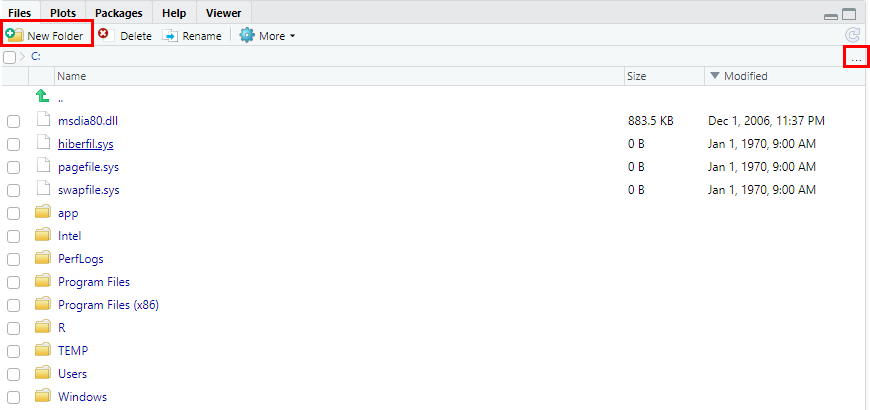 Files Plots Packages Help Viewer
New Folder Delete Rename More
C: ...
Name Size Modified
..
msdia80.dll 883.5 KB Dec 1, 2006, 11:37 PM
hiberfil.sys 0 B Jan 1, 1970, 9:00 AM
pagefile.sys 0 B Jan 1, 1970, 9:00 AM
swapfile.sys 0 B Jan 1, 1970, 9:00 AM
app
Intel
PerfLogs
Program Files
Program Files (x86)
R
TEMP
Users
Windows